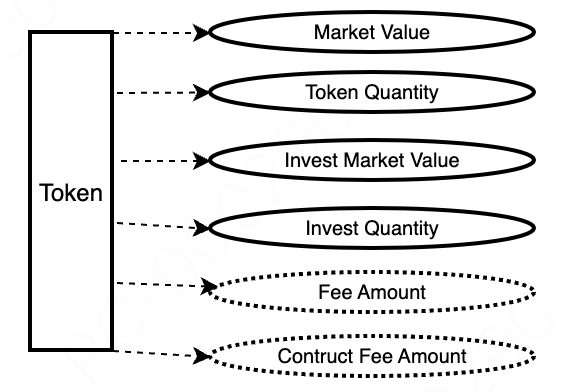 Market Value
Token Quantity
Invest Market Value
Token
Invest Quantity
Fee Amount
Contruct Fee Amount